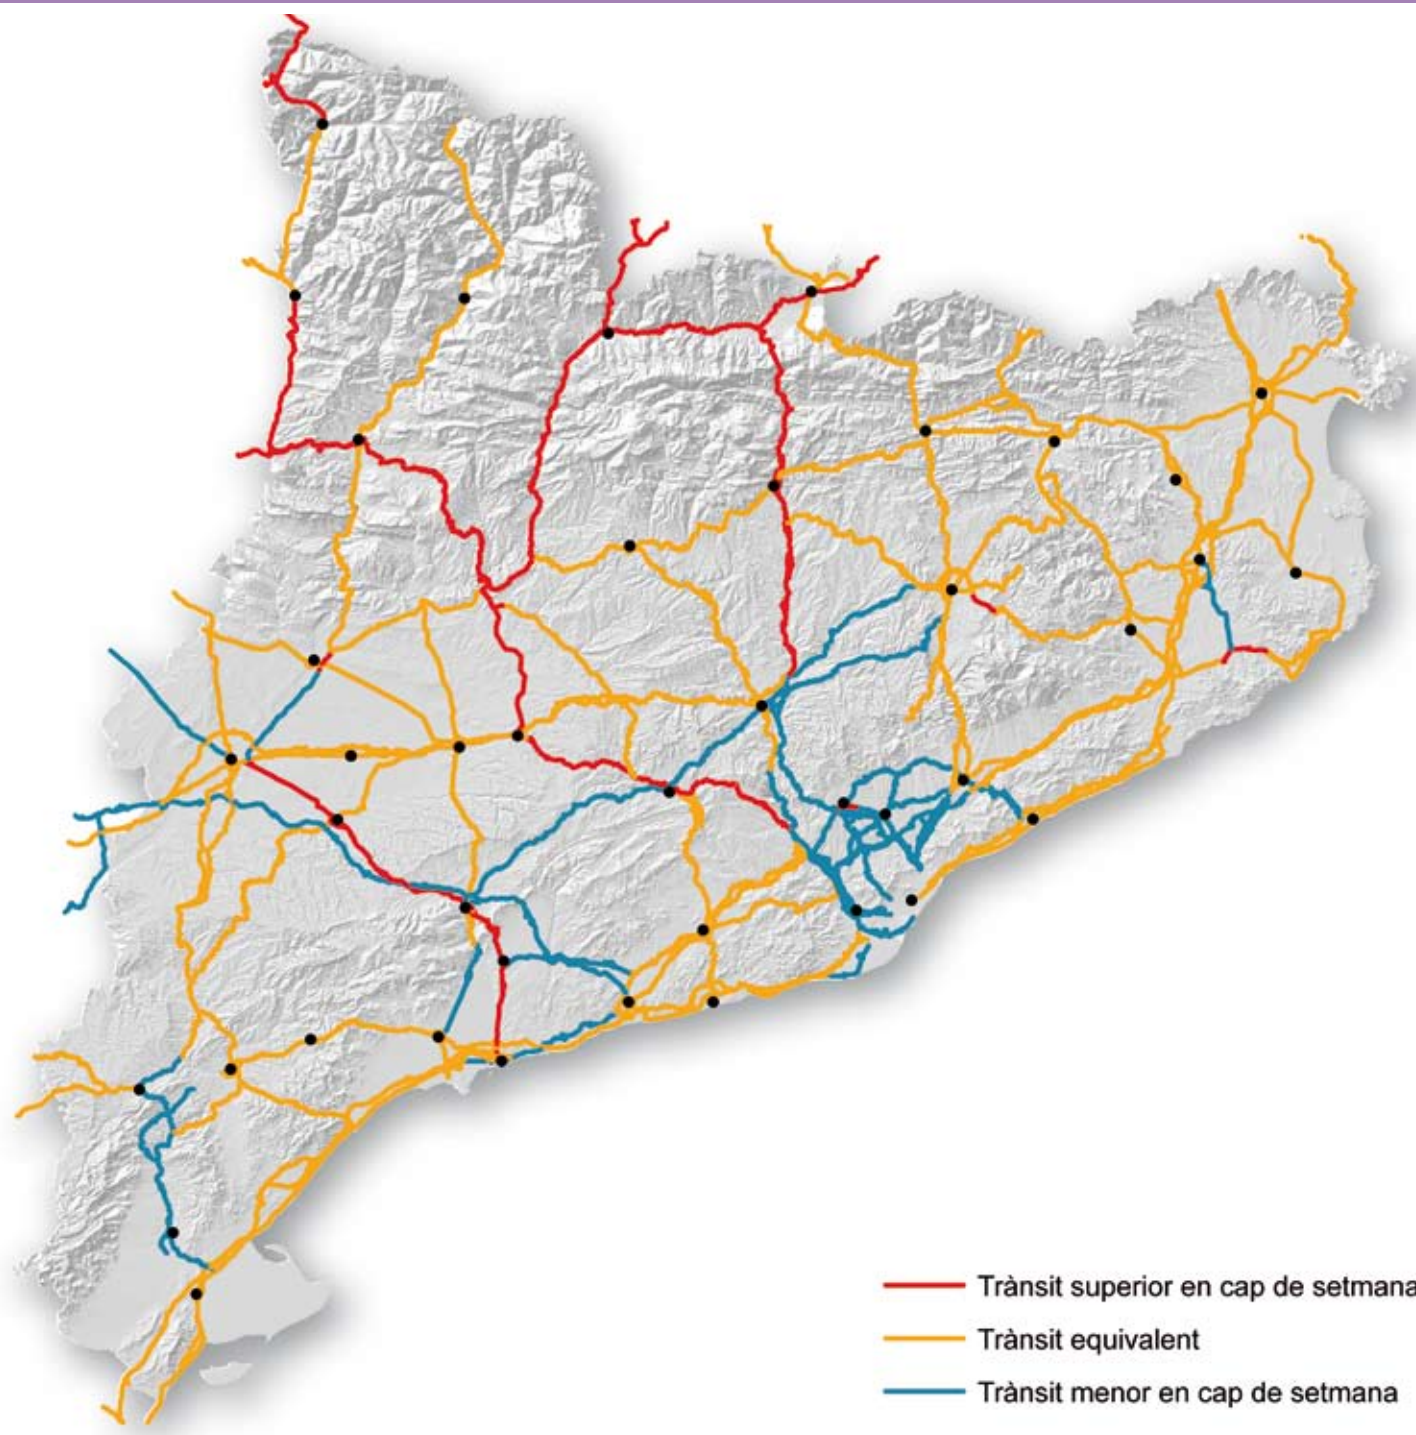 Trànsit superior en cap de setmana
Trànsit equivalent
Trànsit menor en cap de setmana